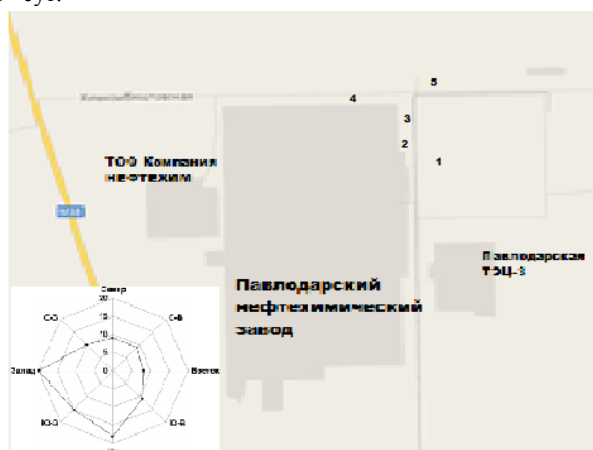 5
4
3
2
1
ТОО Компания
нефтехим
Павлодарская
ТЭЦ-3
Павлодарский
нефтехимический
завод
Север
20
15
10
5
0
С-З
С-В
Запад
Восток
Ю-З
Ю-В